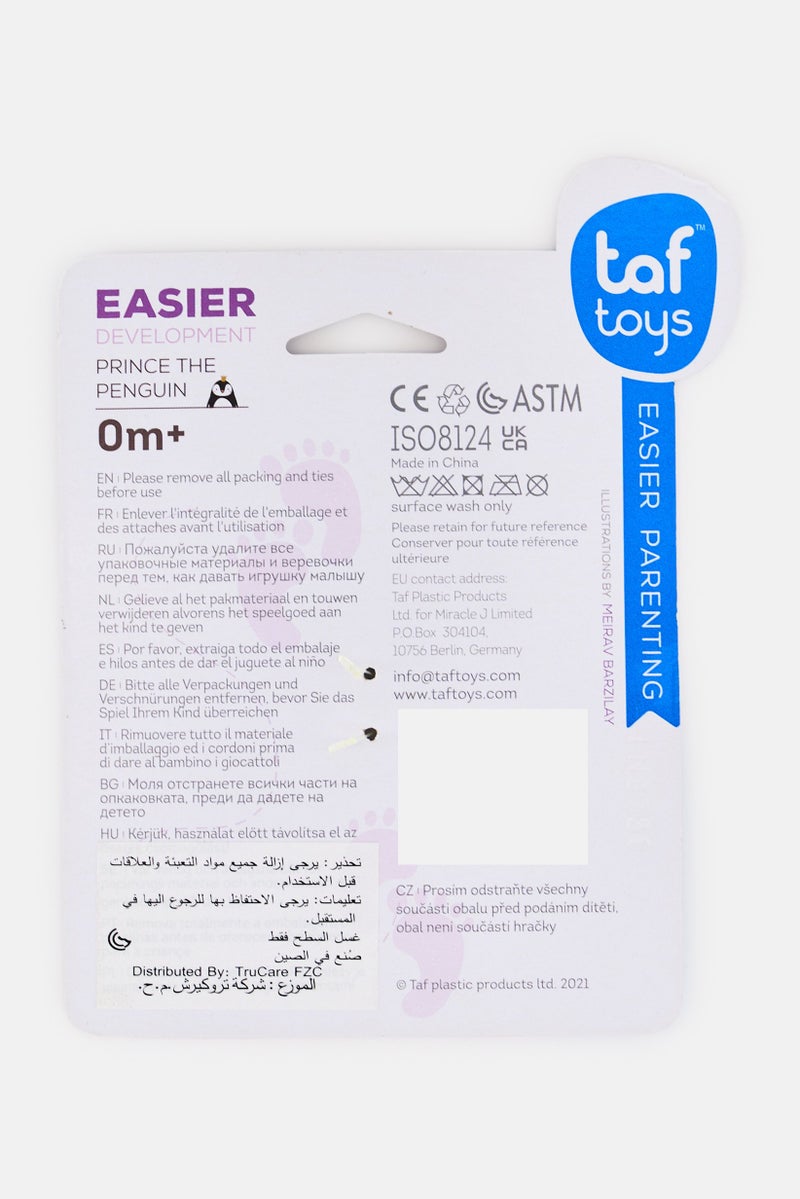 taf
toys
TM
EASIER PARENTING
ILLUSTRATIONS BY MEIRAV BARZILAY
EASIER
DEVELOPMENT
PRINCE THE
PENGUIN
0m+
EN | Please remove all packing and ties
before use
FR | Enlever l'intégralité de l'emballage et
des attaches avant l'utilisation
RU | Пожалуйста удалите все
упаковочные материалы и веревочки
перед тем, как давать игрушку малышу
NL | Gelieve al het pakmateriaal en touwen
verwijderen alvorens het speelgoed aan
het kind te geven
ES | Por favor, extraiga todo el embalaje
e hilos antes de dar el juguete al niño
DE | Bitte alle Verpackungen und
Verschnürungen entfernen, bevor Sie das
Spiel Ihrem Kind überreichen
IT | Rimuovere tutto il materiale
d'imballaggio ed i cordoni prima
di dare al bambino i giocattoli
BG | Моля отстранете всички части на
опкаковката, преди да дадете на
детето
HU | Kérjük, használat előtt távolítsa el az
تحذير: يرجى إزالة جميع مواد التعبئة والعلاقات
قبل الاستخدام.
تعليمات: يرجى الاحتفاظ بها للرجوع اليها في
المستقبل.
غسل السطح فقط
صُنع في الصين
Distributed By: TruCare FZC
الموزع: شركة تروكيرش.م.ح.
CE ASTM
ISO8124 UK
CA
Made in China
surface wash only
Please retain for future reference
Conserver pour toute référence
ultérieure
EU contact address:
Taf Plastic Products
Ltd. for Miracle J Limited
P.O.Box 304104,
10756 Berlin, Germany
info@taftoys.com
www.taftoys.com
CZ | Prosím odstraňte všechny
součásti obalu před podáním dítěti,
obal není součástí hračky
© Taf plastic products ltd. 2021